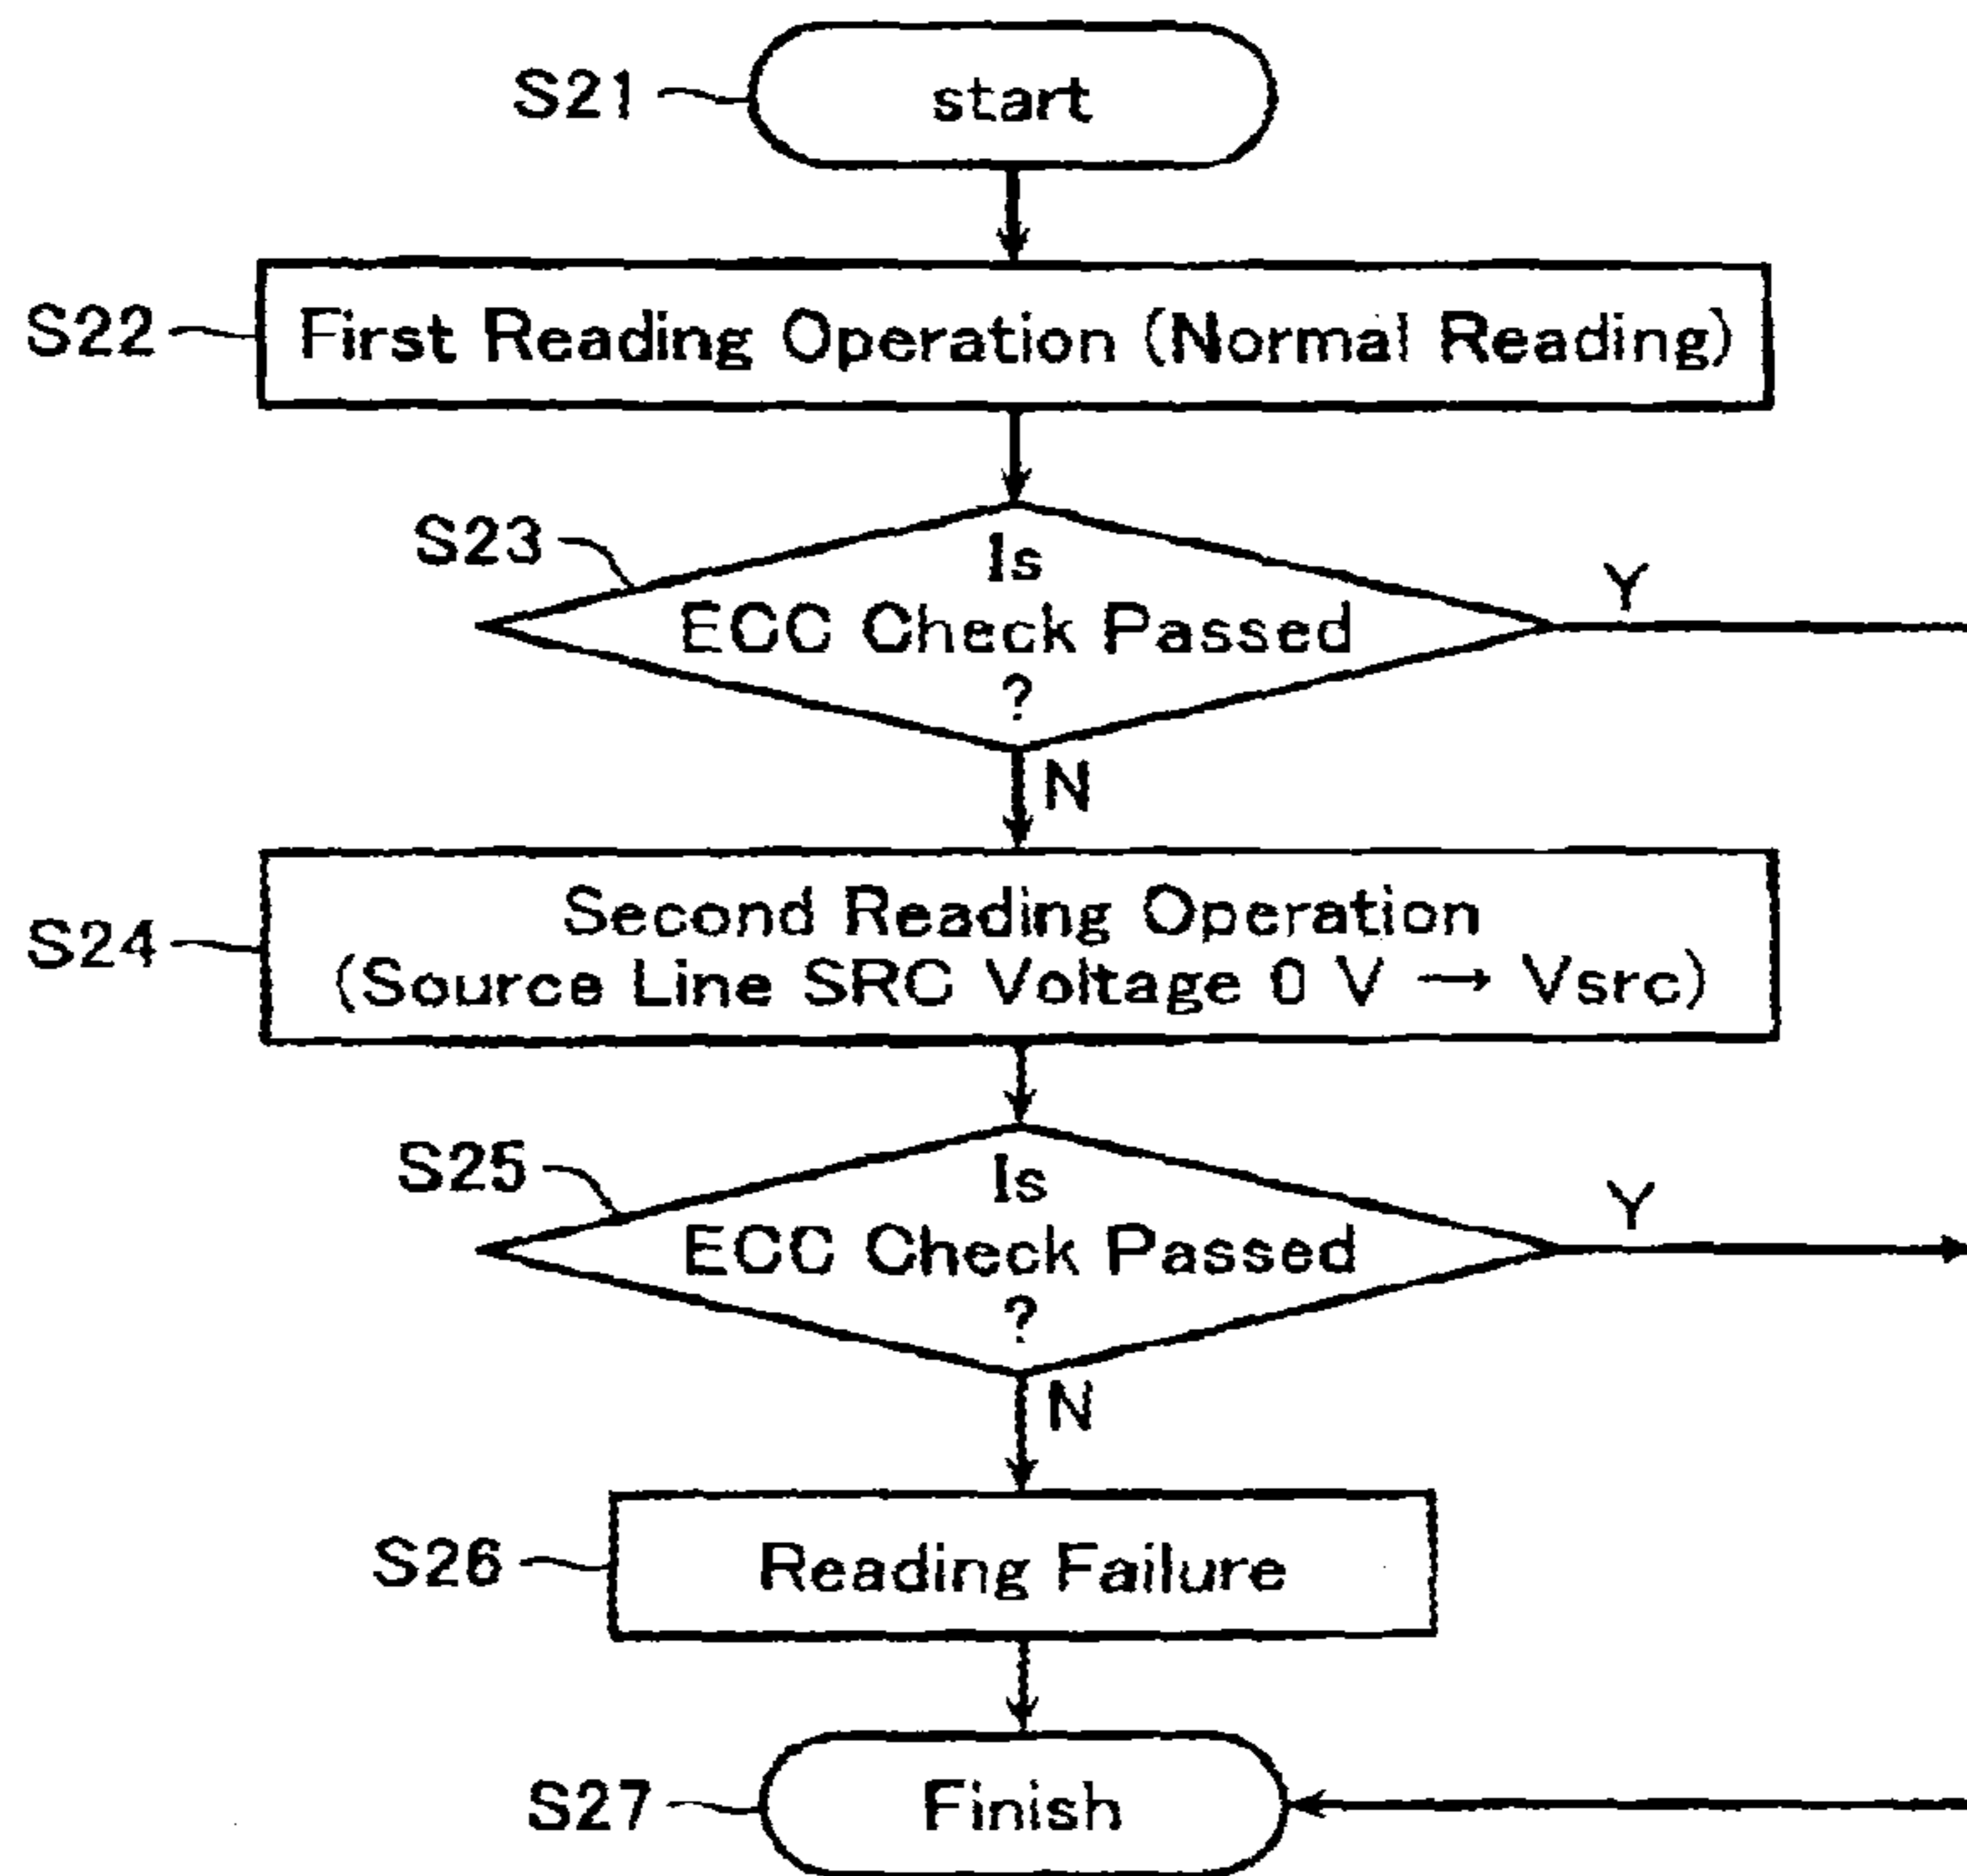 S21
start
S22
First Reading Operation (Normal Reading)
S23
Is
ECC Check Passed
?
Y
N
S24
Second Reading Operation
(Source Line SRC Voltage 0 V → Vsrc)
S25
Is
ECC Check Passed
?
Y
N
S26
Reading Failure
S27
Finish